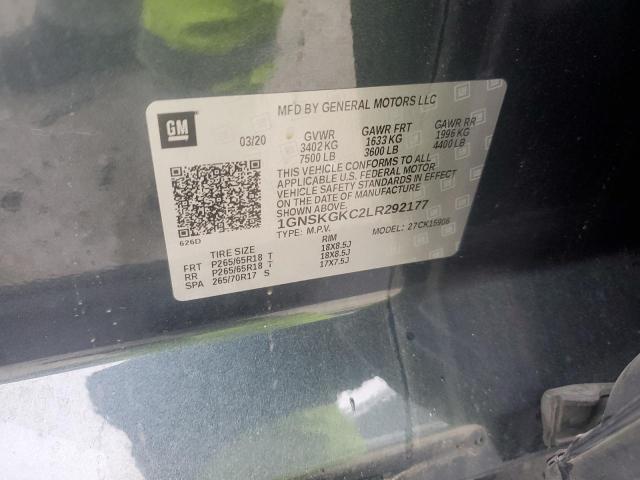 GM
MFD BY GENERAL MOTORS LLC
03/20 GVWR GAWR FRT GAWR RR
3402 KG 1633 KG 1996 KG
7500 LB 3600 LB 4400 LB
THIS VEHICLE CONFORMS TO ALL
APPLICABLE U.S. FEDERAL MOTOR
VEHICLE SAFETY STANDARDS IN EFFECT
ON THE DATE OF MANUFACTURE
SHOWN ABOVE.
1GNSKGKC2LR292177
626D TYPE: M.P.V. MODEL: 27CK15906
TIRE SIZE RIM
FRT P265/65R18 T 18X8.5J
RR P265/65R18 T 18X8.5J
SPA 265/70R17 S 17X7.5J